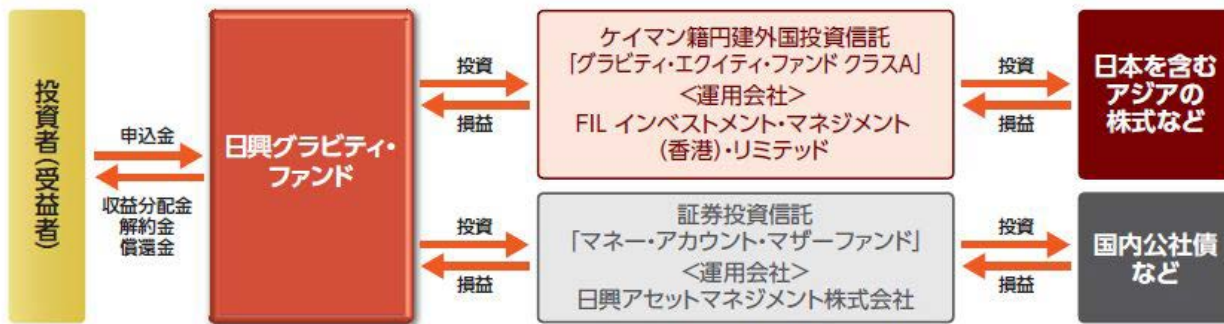 投資者（受益者）
申込金
収益分配金
解約金
償還金
日興グラビティ・
ファンド
投資
損益
ケイマン籍円建外国投資信託
「グラビティ・エクイティ・ファンド クラスA」
＜運用会社＞
FIL インベストメント・マネジメント
（香港）・リミテッド
投資
損益
日本を含む
アジアの
株式など
投資
損益
証券投資信託
「マネー・アカウント・マザーファンド」
＜運用会社＞
日興アセットマネジメント株式会社
投資
損益
国内公社債
など